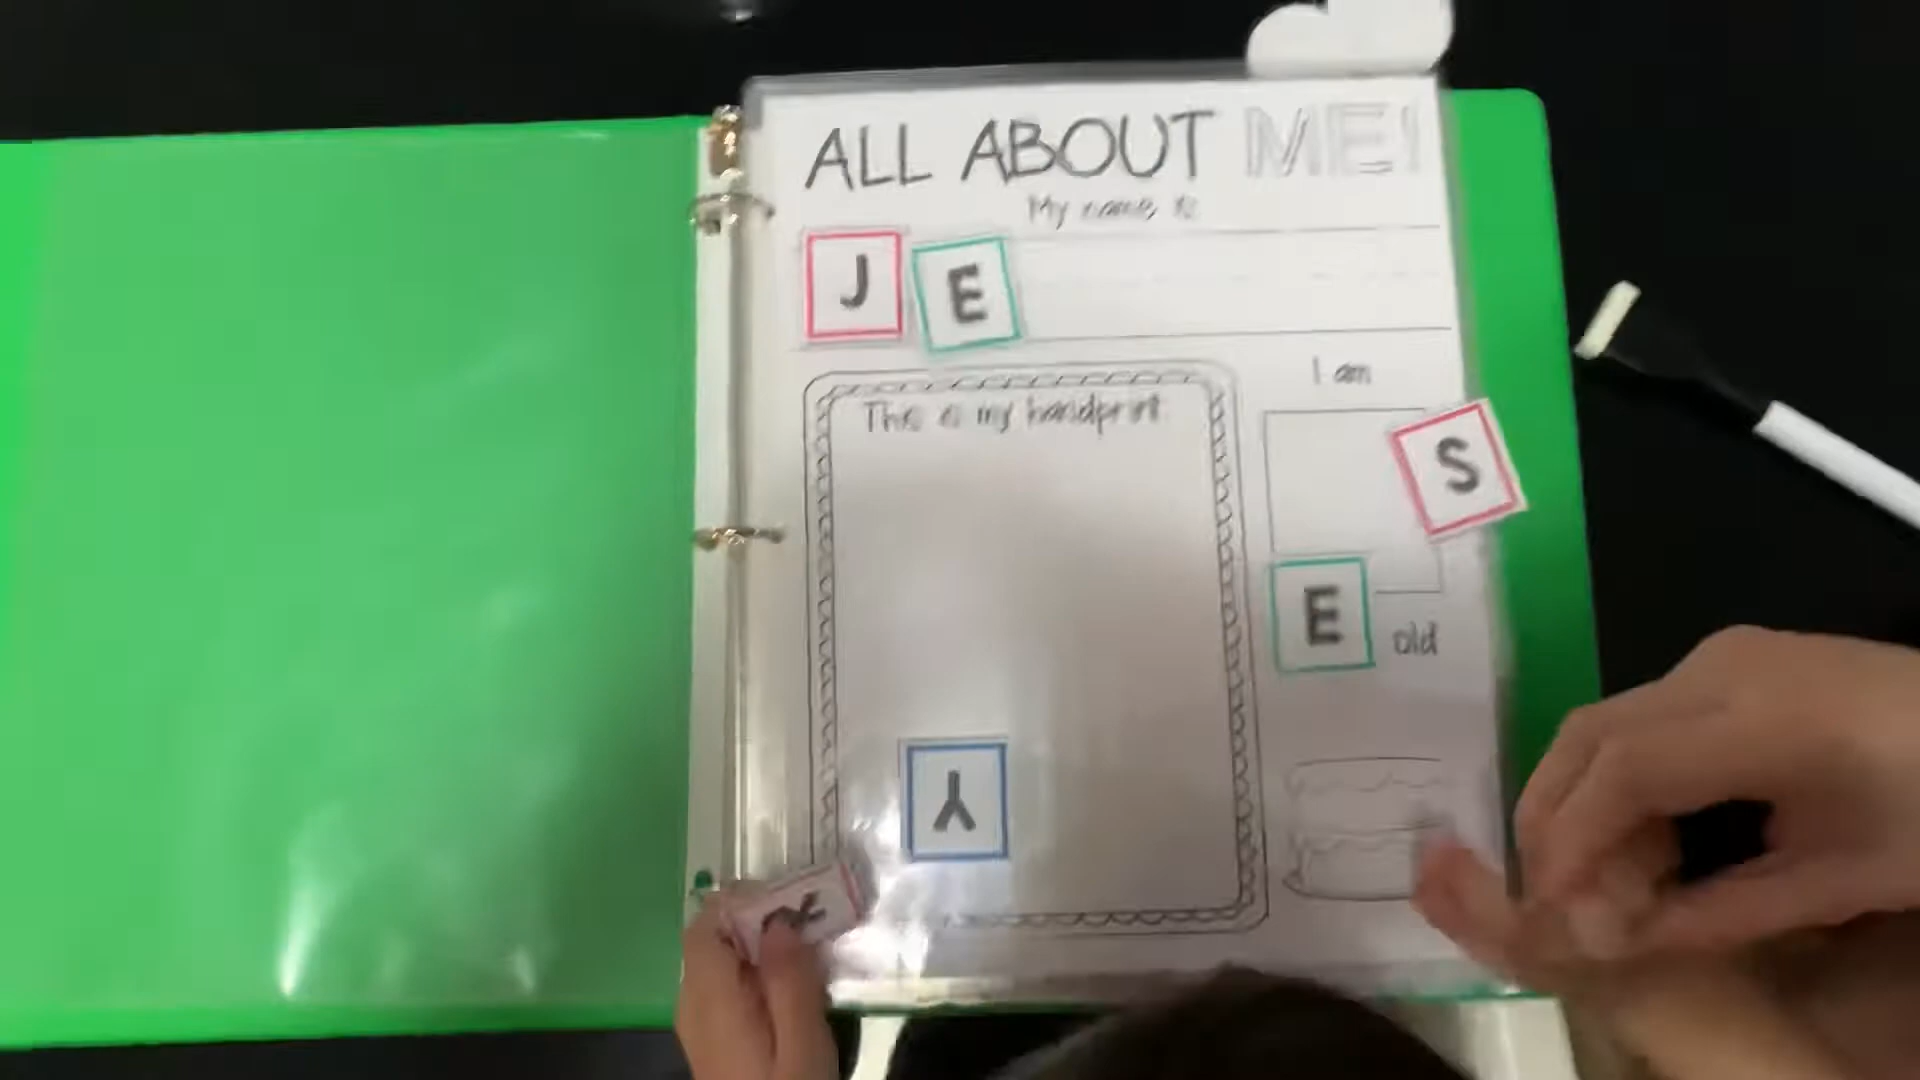 ALL ABOUT ME!
My name is
J E
I am
This is my handprint
S
E old
Y